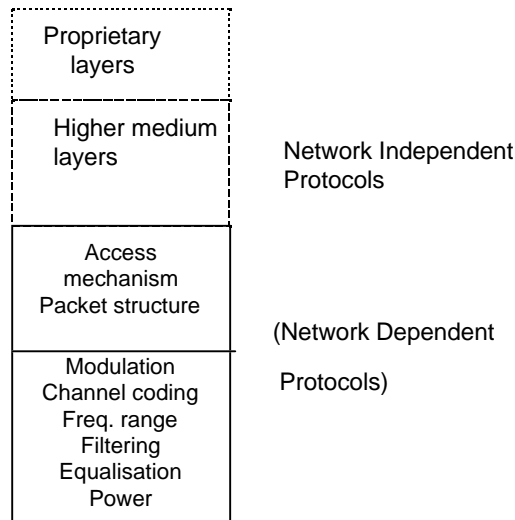 Proprietary
layers
Higher medium
layers
Network Independent
Protocols
Access
mechanism
Packet structure
(Network Dependent
Protocols)
Modulation
Channel coding
Freq. range
Filtering
Equalisation
Power